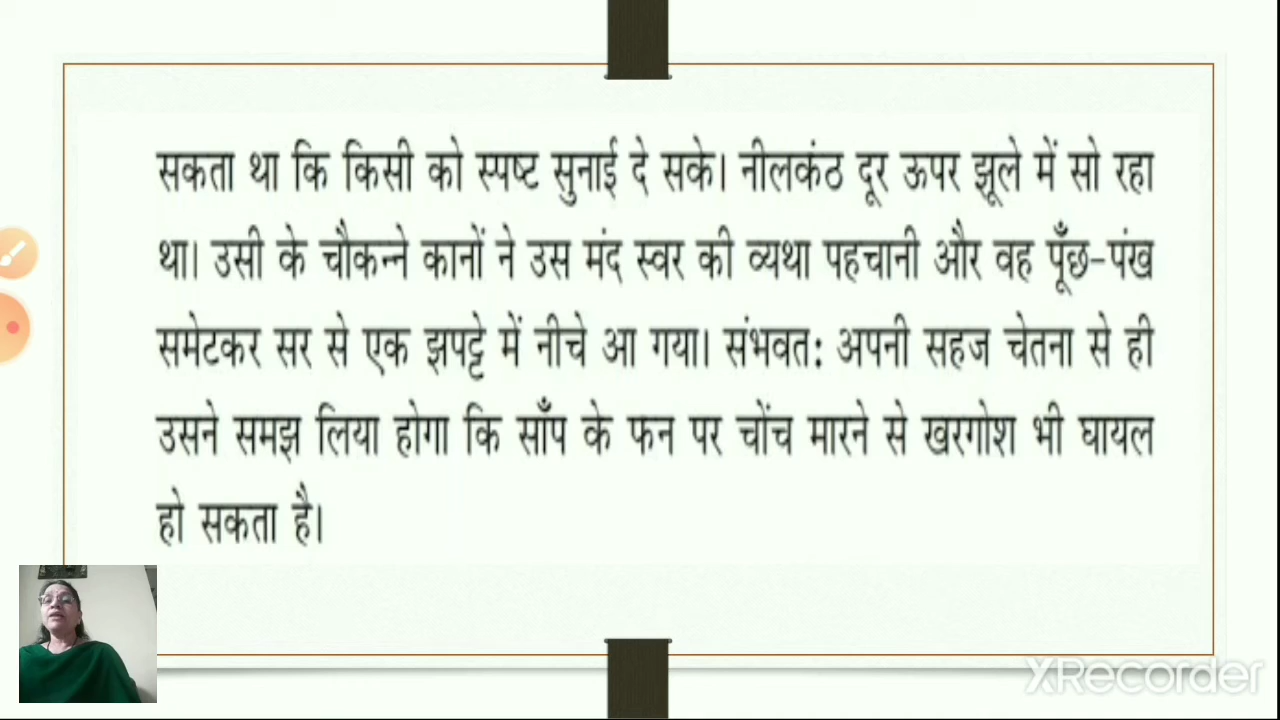 सकता था कि किसी को स्पष्ट सुनाई दे सके। नीलकंठ दूर ऊपर झूले में सो रहा
था। उसी के चौकन्ने कानों ने उस मंद स्वर की व्यथा पहचानी और वह पूँछ-पंख
समेटकर सर से एक झपट्टे में नीचे आ गया। संभवत: अपनी सहज चेतना से ही
उसने समझ लिया होगा कि साँप के फन पर चोंच मारने से खरगोश भी घायल
हो सकता है।
XRecorder